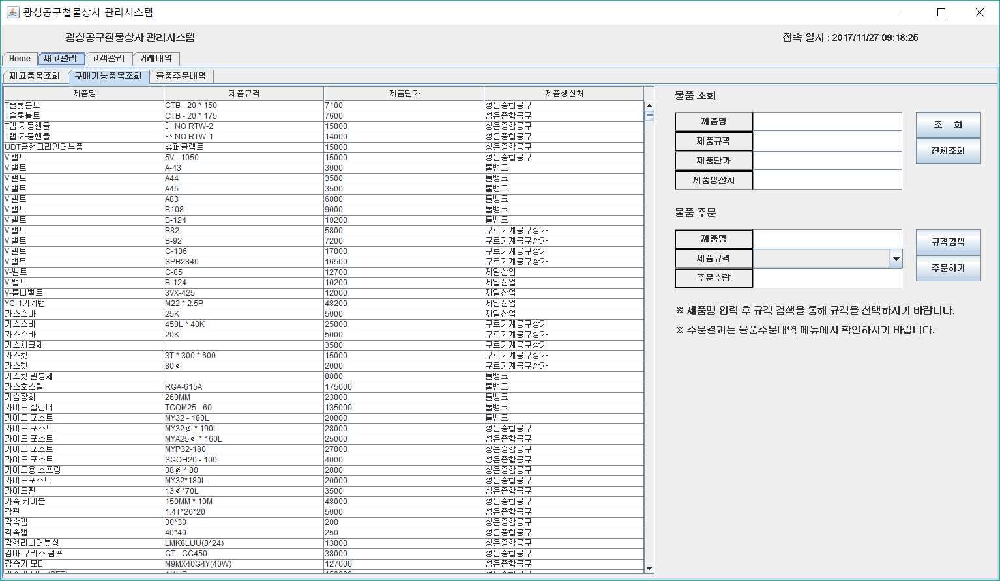 광성공구철물상사 관리시스템
광성공구철물상사 관리시스템 접속 일시 : 2017/11/27 09:18:25
Home 재고관리 고객관리 거래내역
재고품목조회 구매가능품목조회 물품주문내역
제품명 제품규격 제품단가 제품생산처
T슬롯볼트 CTB - 20 * 150 7100 성은종합공구
T슬롯볼트 CTB - 20 * 175 7600 성은종합공구
T탭 자동핸들 대 NO RTW-2 15000 성은종합공구
T탭 자동핸들 소 NO RTW-1 14000 성은종합공구
UDT금형그라인더부품 슈퍼콜렉트 15000 성은종합공구
V 밸트 5V - 1050 15000 성은종합공구
V 밸트 A-43 3000 툴뱅크
V 밸트 A44 3500 툴뱅크
V 밸트 A45 3500 툴뱅크
V 밸트 A83 6000 툴뱅크
V 밸트 B108 9000 툴뱅크
V 밸트 B-124 10200 툴뱅크
V 밸트 B82 5800 구로기계공구상가
V 밸트 B-92 7200 구로기계공구상가
V 밸트 C-106 17000 구로기계공구상가
V 밸트 SPB2840 16500 구로기계공구상가
V-밸트 C-85 12700 제일산업
V-밸트 B-124 10200 제일산업
V-톱니밸트 3VX-425 12000 제일산업
YG-1기계탭 M22 * 2.5P 48200 제일산업
가스쇼바 25K 5000 제일산업
가스쇼바 450L * 40K 25000 구로기계공구상가
가스쇼바 20K 5000 구로기계공구상가
가스체크제 3500 구로기계공구상가
가스켓 3T * 300 * 600 15000 구로기계공구상가
가스켓 80￠ 2000 구로기계공구상가
가스켓 밀봉제 8000 툴뱅크
가스호스릴 RGA-615A 175000 툴뱅크
가슴장화 260MM 23000 툴뱅크
가이드 실린더 TGQM25 - 60 135000 툴뱅크
가이드 포스트 MY32 - 180L 20000 툴뱅크
가이드 포스트 MY32￠ * 190L 28000 성은종합공구
가이드 포스트 MYA25￠ * 160L 25000 성은종합공구
가이드 포스트 MYP32-180 27000 성은종합공구
가이드 포스트 SGOH20 - 100 4000 성은종합공구
가이드용 스프링 38￠ * 80 2800 성은종합공구
가이드포스트 MY32*180L 20000 성은종합공구
가이드핀 13￠*70L 3500 성은종합공구
가죽 케이블 150MM * 10M 48000 성은종합공구
각관 1.4T*20*20 5000 성은종합공구
각속캡 30*30 200 성은종합공구
각속캡 40*40 250 성은종합공구
각형리니어붓싱 LMK8LUU(8*24) 13000 성은종합공구
감마 구리스 펌프 GT - GG450 38000 성은종합공구
감속기 모터 M9MX40G4Y(40W) 127000 성은종합공구
물품 조회
제품명 조 회
제품규격
제품단가 전체조회
제품생산처
물품 주문
제품명 규격검색
제품규격
주문수량 주문하기
※ 제품명 입력 후 규격 검색을 통해 규격을 선택하시기 바랍니다.
※ 주문결과는 물품주문내역 메뉴에서 확인하시기 바랍니다.